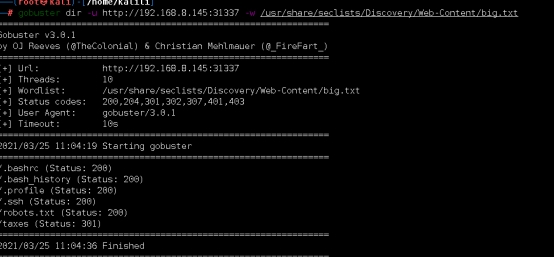 (root💀kali)-[/home/kali]
# gobuster dir -u http://192.168.8.145:31337 -w /usr/share/seclists/Discovery/Web-Content/big.txt
===============================================================
Gobuster v3.0.1
by OJ Reeves (@TheColonial) & Christian Mehlmauer (@_FireFart_)
===============================================================
[+] Url: http://192.168.8.145:31337
[+] Threads: 10
[+] Wordlist: /usr/share/seclists/Discovery/Web-Content/big.txt
[+] Status codes: 200,204,301,302,307,401,403
[+] User Agent: gobuster/3.0.1
[+] Timeout: 10s
===============================================================
2021/03/25 11:04:19 Starting gobuster
===============================================================
/.bashrc (Status: 200)
/.bash_history (Status: 200)
/.profile (Status: 200)
/.ssh (Status: 200)
/robots.txt (Status: 200)
/taxes (Status: 301)
===============================================================
2021/03/25 11:04:36 Finished
===============================================================